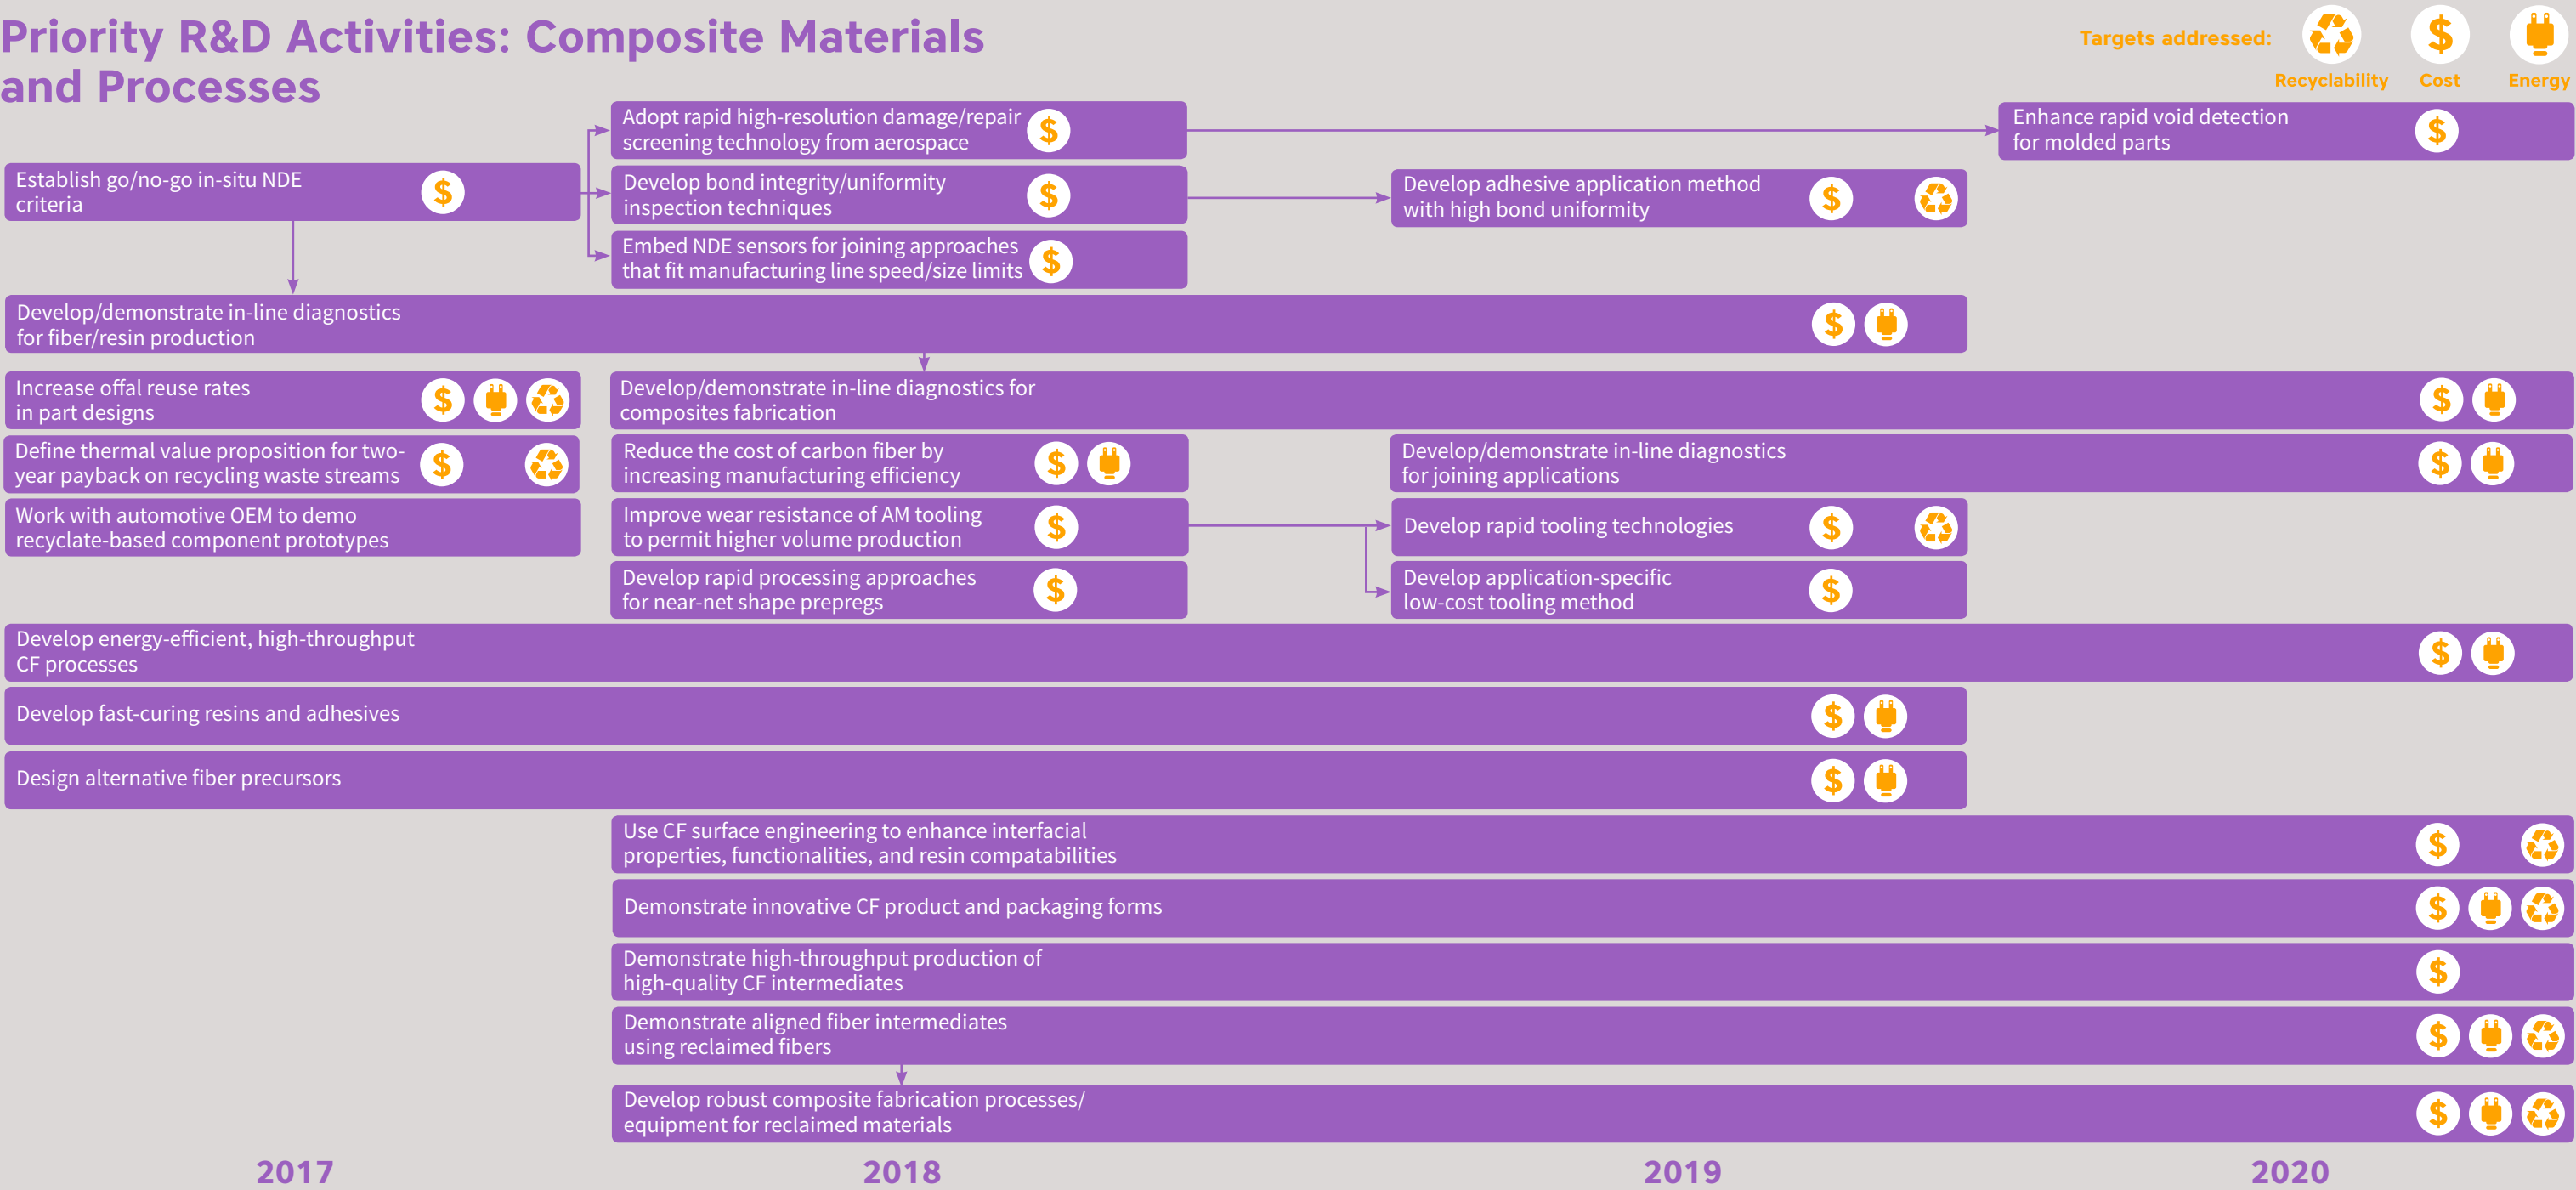 Priority R&D Activities: Composite Materials
and Processes
Targets addressed:
Recyclability
Cost
Energy
Adopt rapid high-resolution damage/repair
screening technology from aerospace
Enhance rapid void detection
for molded parts
Establish go/no-go in-situ NDE
criteria
Develop bond integrity/uniformity
inspection techniques
Develop adhesive application method
with high bond uniformity
Embed NDE sensors for joining approaches
that fit manufacturing line speed/size limits
Develop/demonstrate in-line diagnostics
for fiber/resin production
Increase offal reuse rates
in part designs
Develop/demonstrate in-line diagnostics for
composites fabrication
Define thermal value proposition for two-
year payback on recycling waste streams
Reduce the cost of carbon fiber by
increasing manufacturing efficiency
Develop/demonstrate in-line diagnostics
for joining applications
Work with automotive OEM to demo
recyclate-based component prototypes
Improve wear resistance of AM tooling
to permit higher volume production
Develop rapid tooling technologies
Develop rapid processing approaches
for near-net shape prepregs
Develop application-specific
low-cost tooling method
Develop energy-efficient, high-throughput
CF processes
Develop fast-curing resins and adhesives
Design alternative fiber precursors
Use CF surface engineering to enhance interfacial
properties, functionalities, and resin compatabilities
Demonstrate innovative CF product and packaging forms
Demonstrate high-throughput production of
high-quality CF intermediates
Demonstrate aligned fiber intermediates
using reclaimed fibers
Develop robust composite fabrication processes/
equipment for reclaimed materials
2017
2018
2019
2020